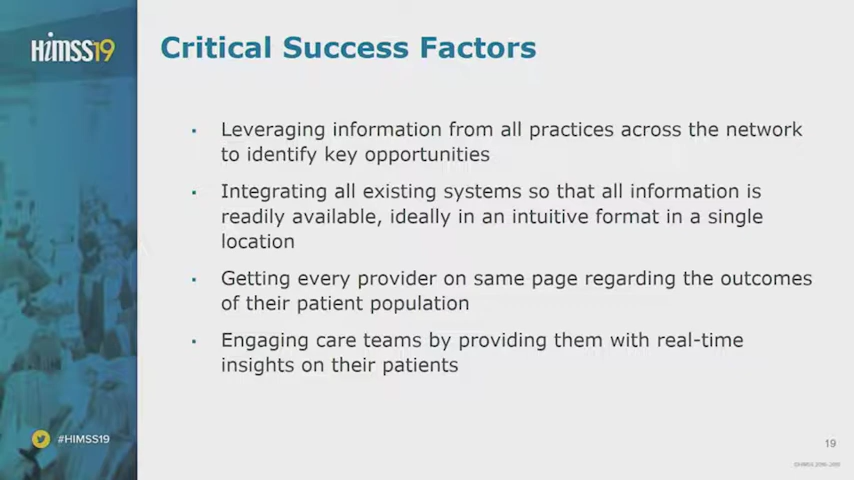 HIMSS19
Critical Success Factors
▪ Leveraging information from all practices across the network
to identify key opportunities
▪ Integrating all existing systems so that all information is
readily available, ideally in an intuitive format in a single
location
▪ Getting every provider on same page regarding the outcomes
of their patient population
▪ Engaging care teams by providing them with real-time
insights on their patients
#HIMSS19
19